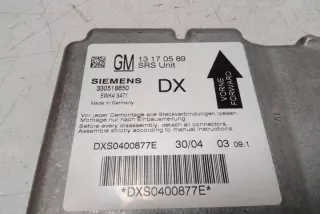 GM 13 17 05 89
SRS Unit
SIEMENS
330518650
5WK4 3471
Made in Germany
DX
VORNE
FORWARD
Vor jeder Demontage alle Steckverbindungen lösen.
Montage nur nach Einbauanleitung.
Before every disassembly, detach all connectors.
Assembly strictly according to manual instructions.
DXS0400877E 30/04 03 09.1
*DXS0400877E*